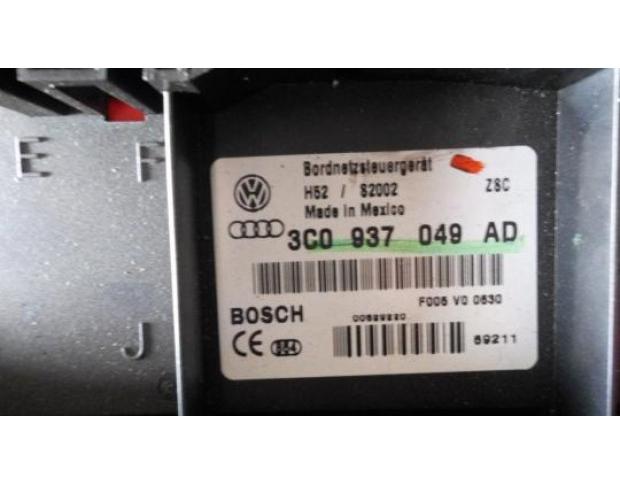 E E
J
Bordnetzsteuergerät
H52 / S2002 ZSC
Made in Mexico
3C0 937 049 AD
F005 V0 0630
BOSCH
CE
69211